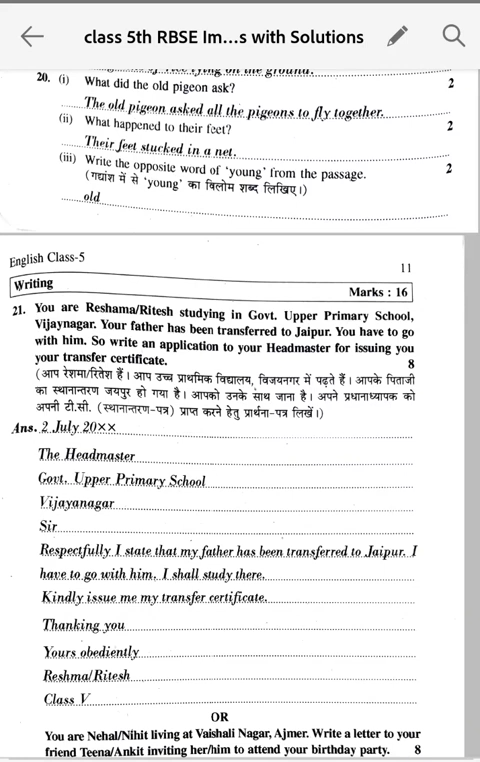 class 5th RBSE Im...s with Solutions
lying on the ground.
20. (i) What did the old pigeon ask? 2
The old pigeon asked all the pigeons to fly together.
(ii) What happened to their feet? 2
Their feet stucked in a net.
(iii) Write the opposite word of ‘young’ from the passage. 2
(गद्यांश में से ‘young’ का विलोम शब्द लिखिए।)
old
English Class-5 11
Writing Marks : 16
21. You are Reshama/Ritesh studying in Govt. Upper Primary School,
Vijaynagar. Your father has been transferred to Jaipur. You have to go
with him. So write an application to your Headmaster for issuing you
your transfer certificate. 8
(आप रेशमा/रितेश हैं। आप उच्च प्राथमिक विद्यालय, विजयनगर में पढ़ते हैं। आपके पिताजी
का स्थानान्तरण जयपुर हो गया है। आपको उनके साथ जाना है। अपने प्रधानाध्यापक को
अपनी टी.सी. (स्थानान्तरण-पत्र) प्राप्त करने हेतु प्रार्थना-पत्र लिखें।)
Ans. 2 July 20××
The Headmaster
Govt. Upper Primary School
Vijayanagar
Sir
Respectfully I state that my father has been transferred to Jaipur. I
have to go with him. I shall study there.
Kindly issue me my transfer certificate.
Thanking you
Yours obediently
Reshma/Ritesh
Class V
OR
You are Nehal/Nihit living at Vaishali Nagar, Ajmer. Write a letter to your
friend Teena/Ankit inviting her/him to attend your birthday party. 8